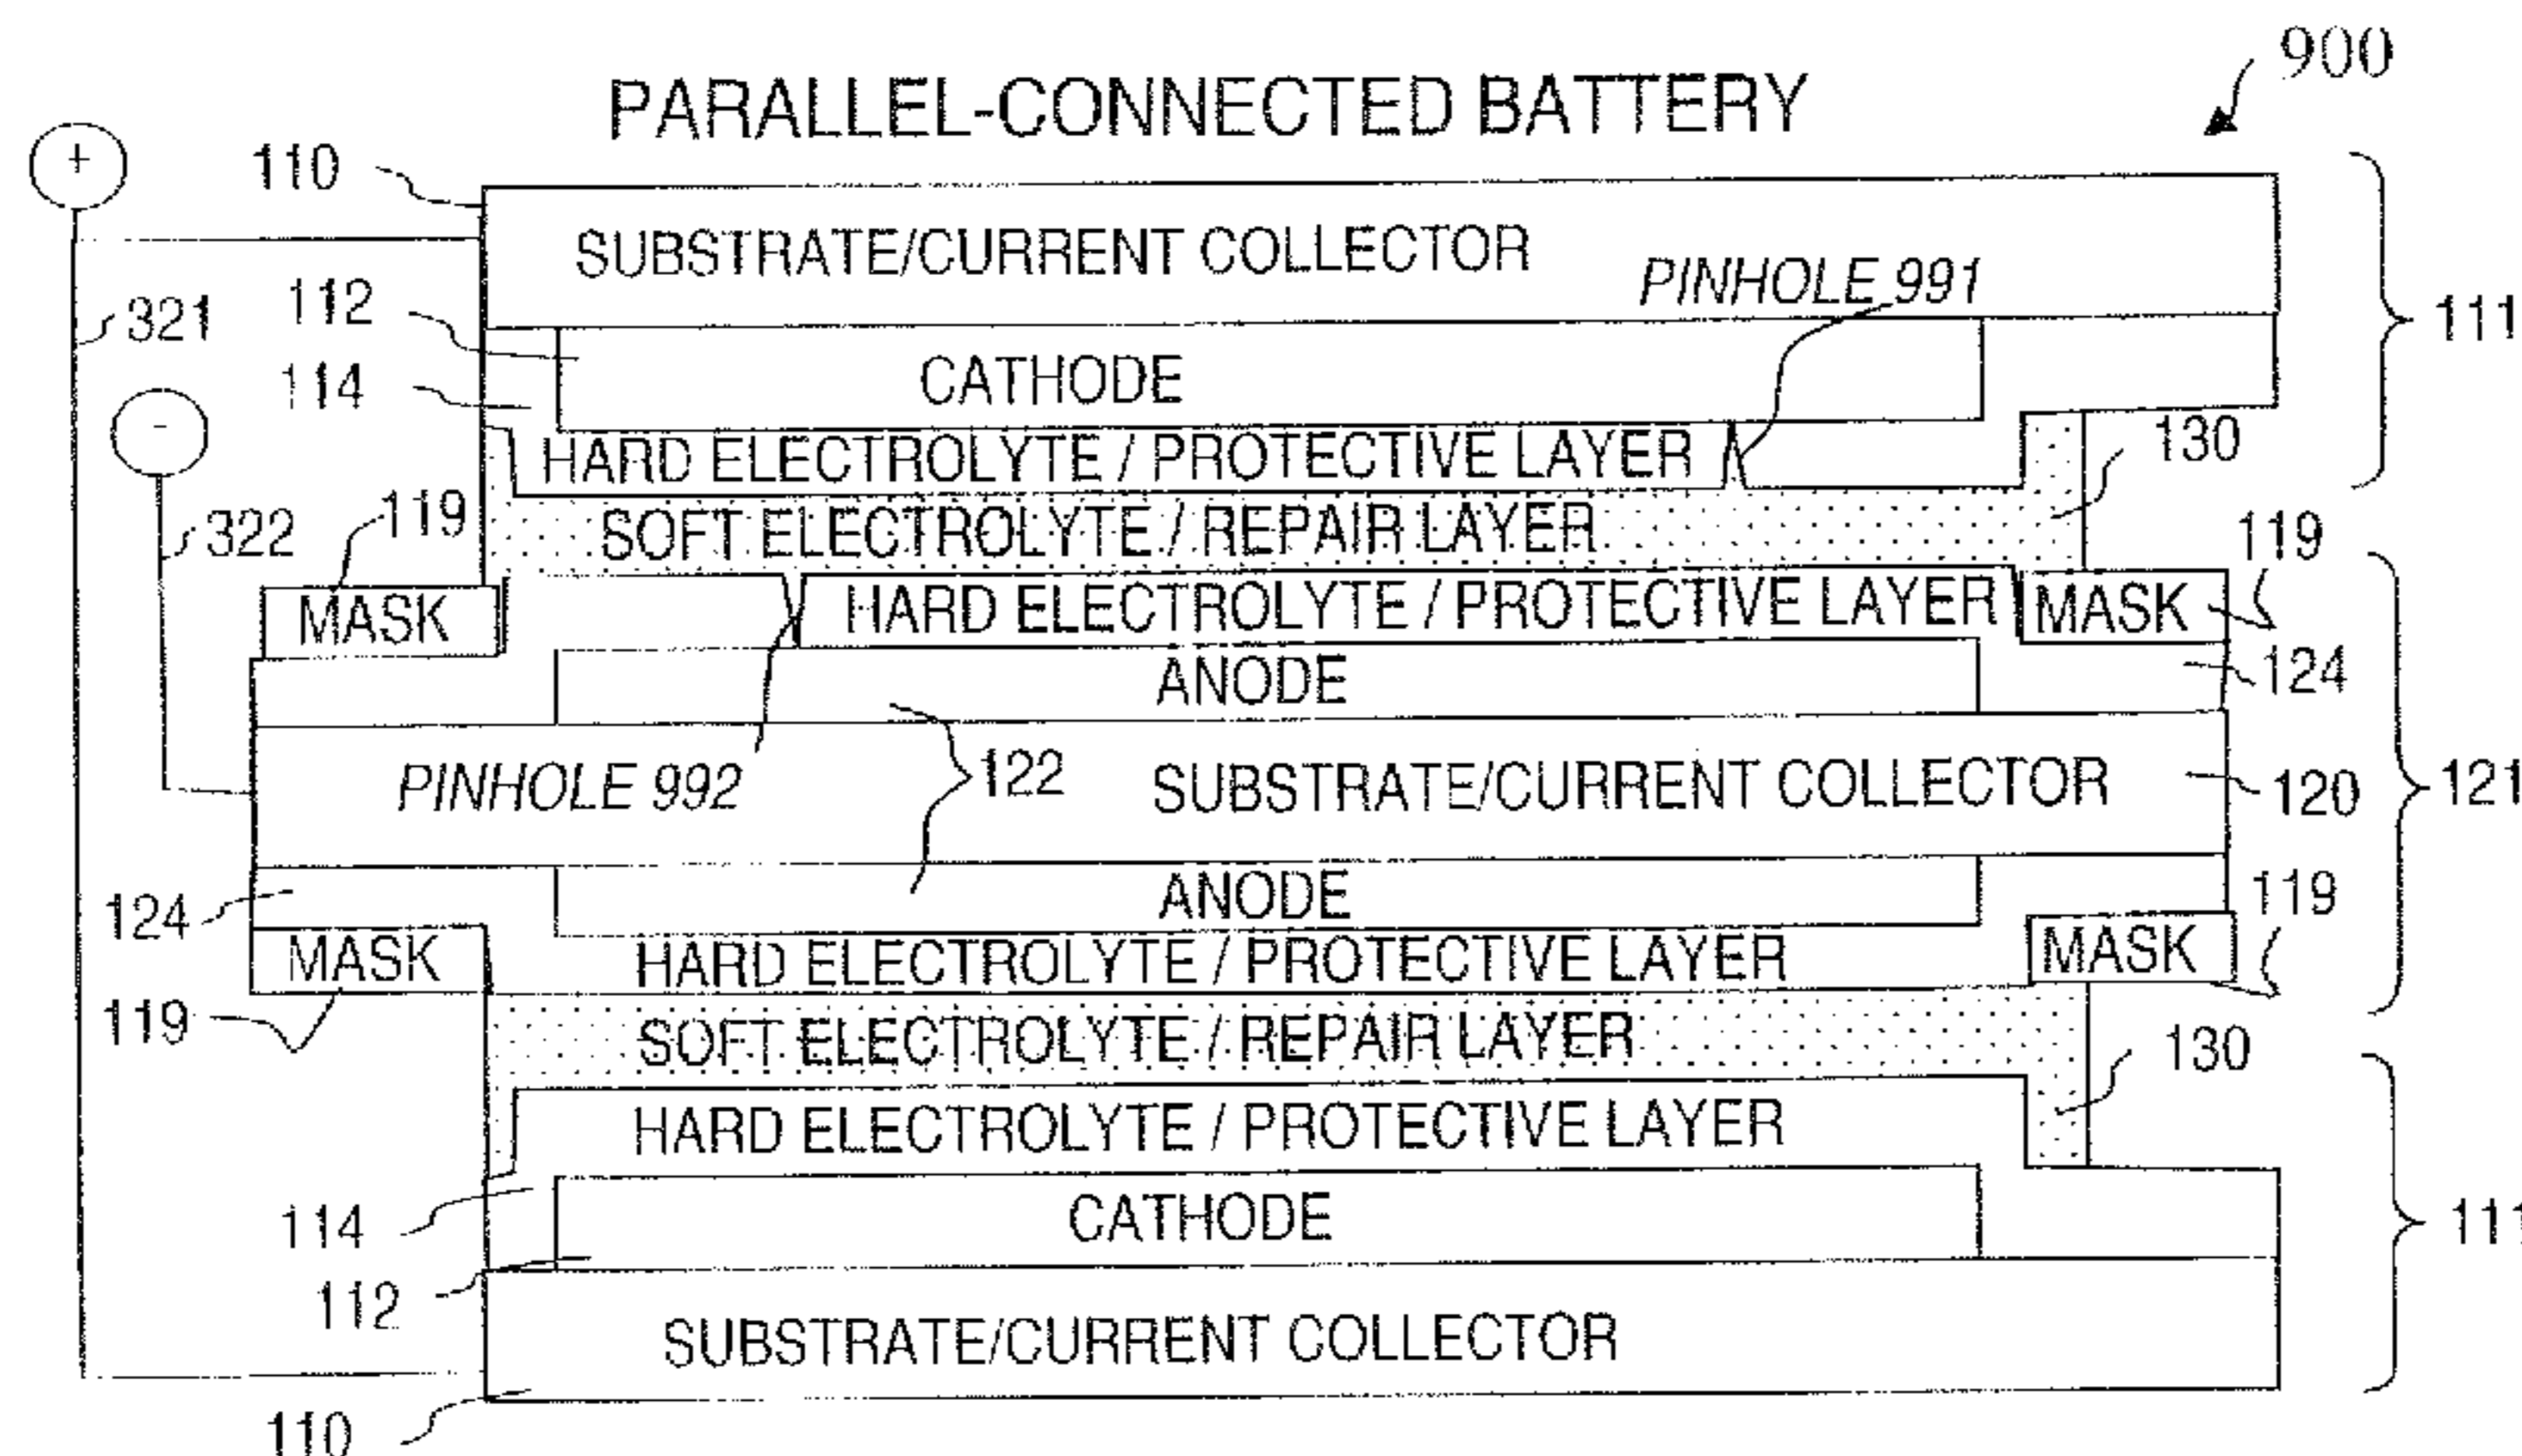 900
PARALLEL-CONNECTED BATTERY
+
110
SUBSTRATE/CURRENT COLLECTOR
PINHOLE 991
321
112
111
CATHODE
114
-
HARD ELECTROLYTE / PROTECTIVE LAYER
130
322
119
SOFT ELECTROLYTE / REPAIR LAYER
119
MASK
HARD ELECTROLYTE / PROTECTIVE LAYER
MASK
ANODE
124
PINHOLE 992
122
SUBSTRATE/CURRENT COLLECTOR
120
121
124
ANODE
119
MASK
HARD ELECTROLYTE / PROTECTIVE LAYER
MASK
119
SOFT ELECTROLYTE / REPAIR LAYER
130
HARD ELECTROLYTE / PROTECTIVE LAYER
114
CATHODE
111
112
SUBSTRATE/CURRENT COLLECTOR
110